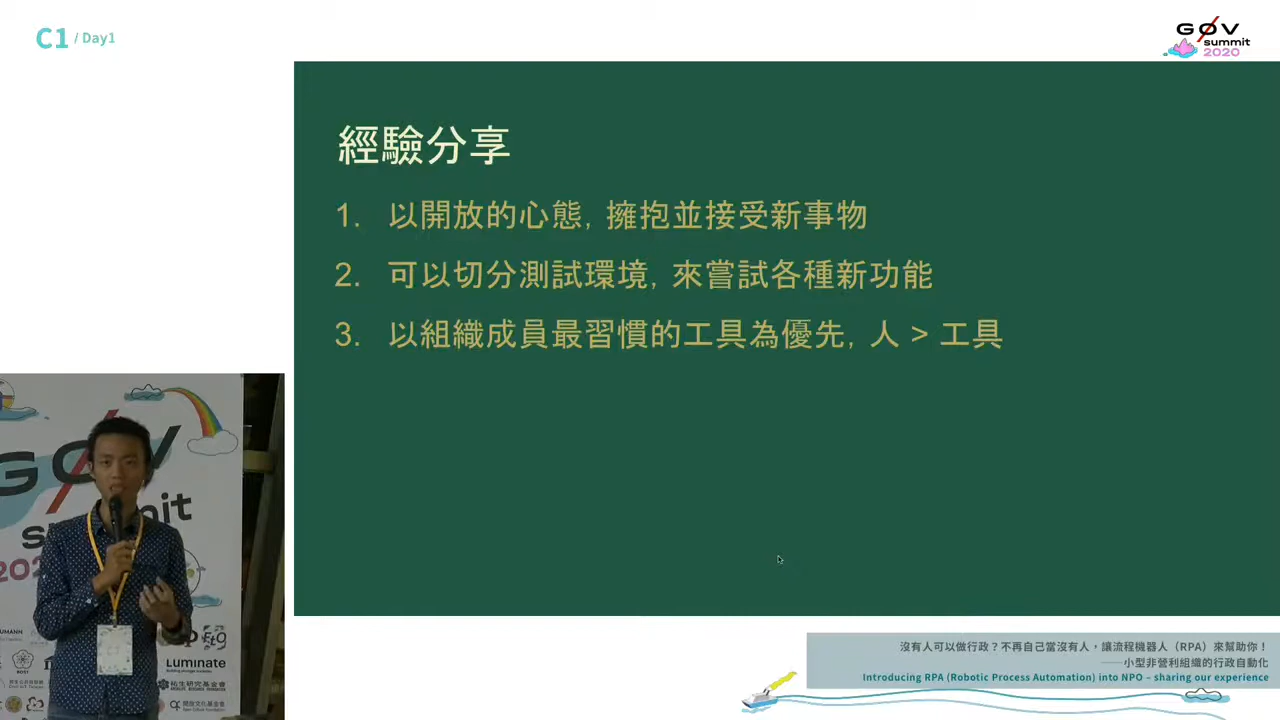 C1 / Day1
GØV
summit
2020
經驗分享
1. 以開放的心態, 擁抱並接受新事物
2. 可以切分測試環境, 來嘗試各種新功能
3. 以組織成員最習慣的工具為優先, 人 > 工具
GØV
Luminate
沒有人可以做行政？不再自己當沒有人，讓流程機器人（RPA）來幫助你！
——小型非營利組織的行政自動化
Introducing RPA (Robotic Process Automation) into NPO – sharing our experience